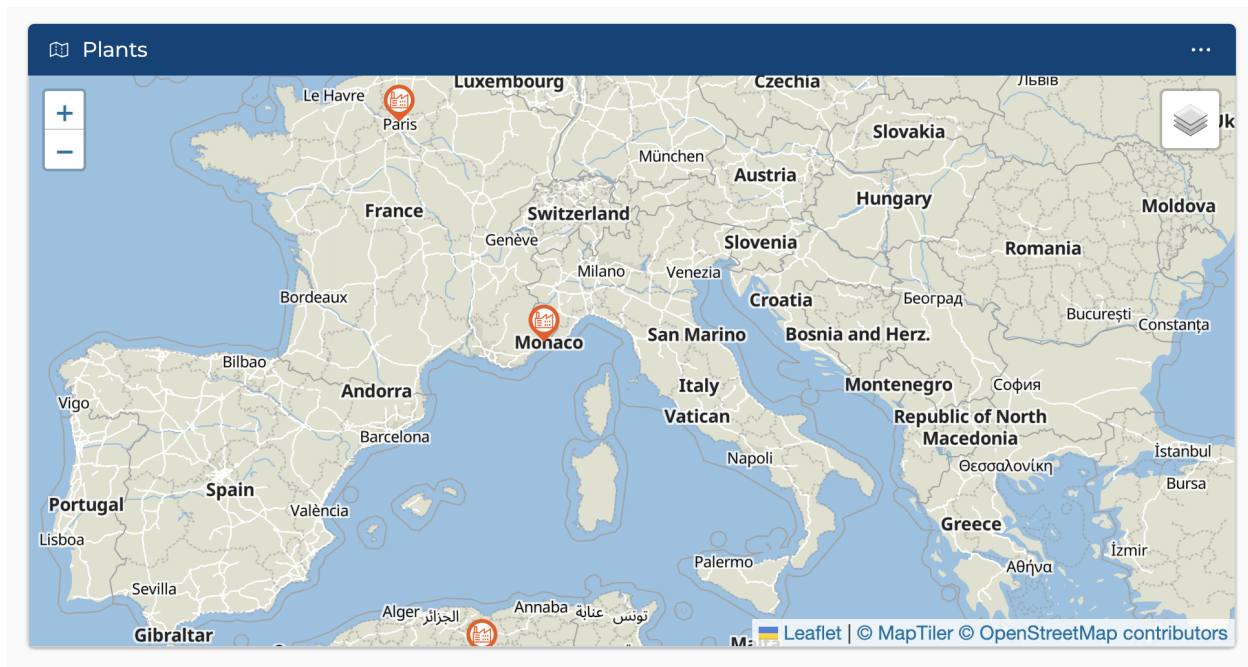 Plants
+
−
Luxembourg
Czechia
Львів
Le Havre
Paris
Slovakia
München
Austria
Hungary
Moldova
France
Switzerland
Genève
Slovenia
Romania
Milano
Venezia
Bordeaux
Croatia
Београд
București
Constanța
Monaco
San Marino
Bosnia and Herz.
Bilbao
Andorra
Italy
Montenegro
София
Vigo
Vatican
Republic of North
Macedonia
Barcelona
Napoli
Θεσσαλονίκη
İstanbul
Bursa
Spain
Portugal
València
Greece
Lisboa
İzmir
Palermo
Αθήνα
Sevilla
Alger الجزائر
Annaba عنابة
تونس
Gibraltar
Leaflet | © MapTiler © OpenStreetMap contributors